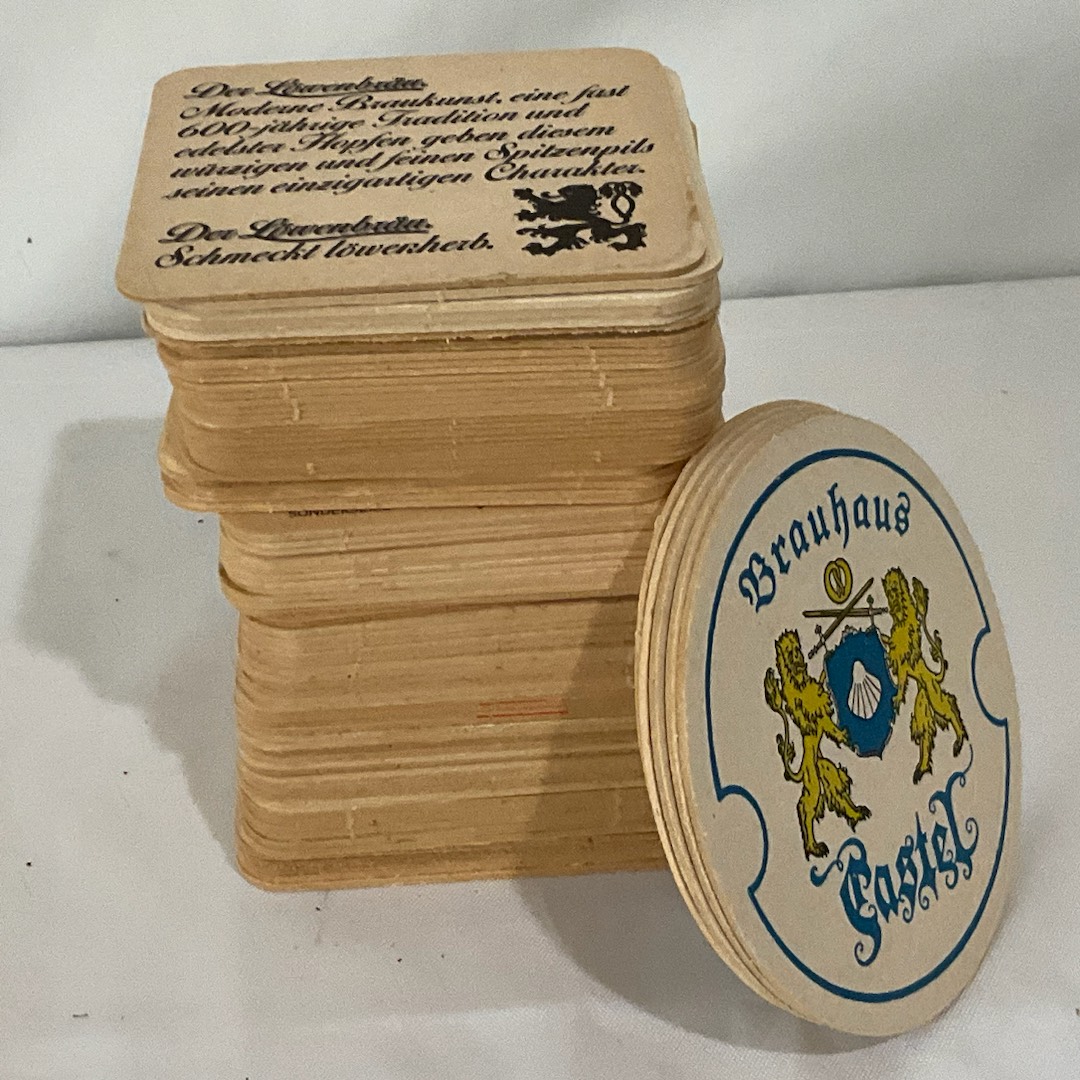 Der Löwenbräu.
Moderne Braukunst, eine fast
600-jährige Tradition und
edelster Hopfen geben diesem
würzigen und feinen Spitzenpils
seinen einzigartigen Charakter.
Der Löwenbräu.
Schmeckt löwenherb.
Brauhaus
Castel